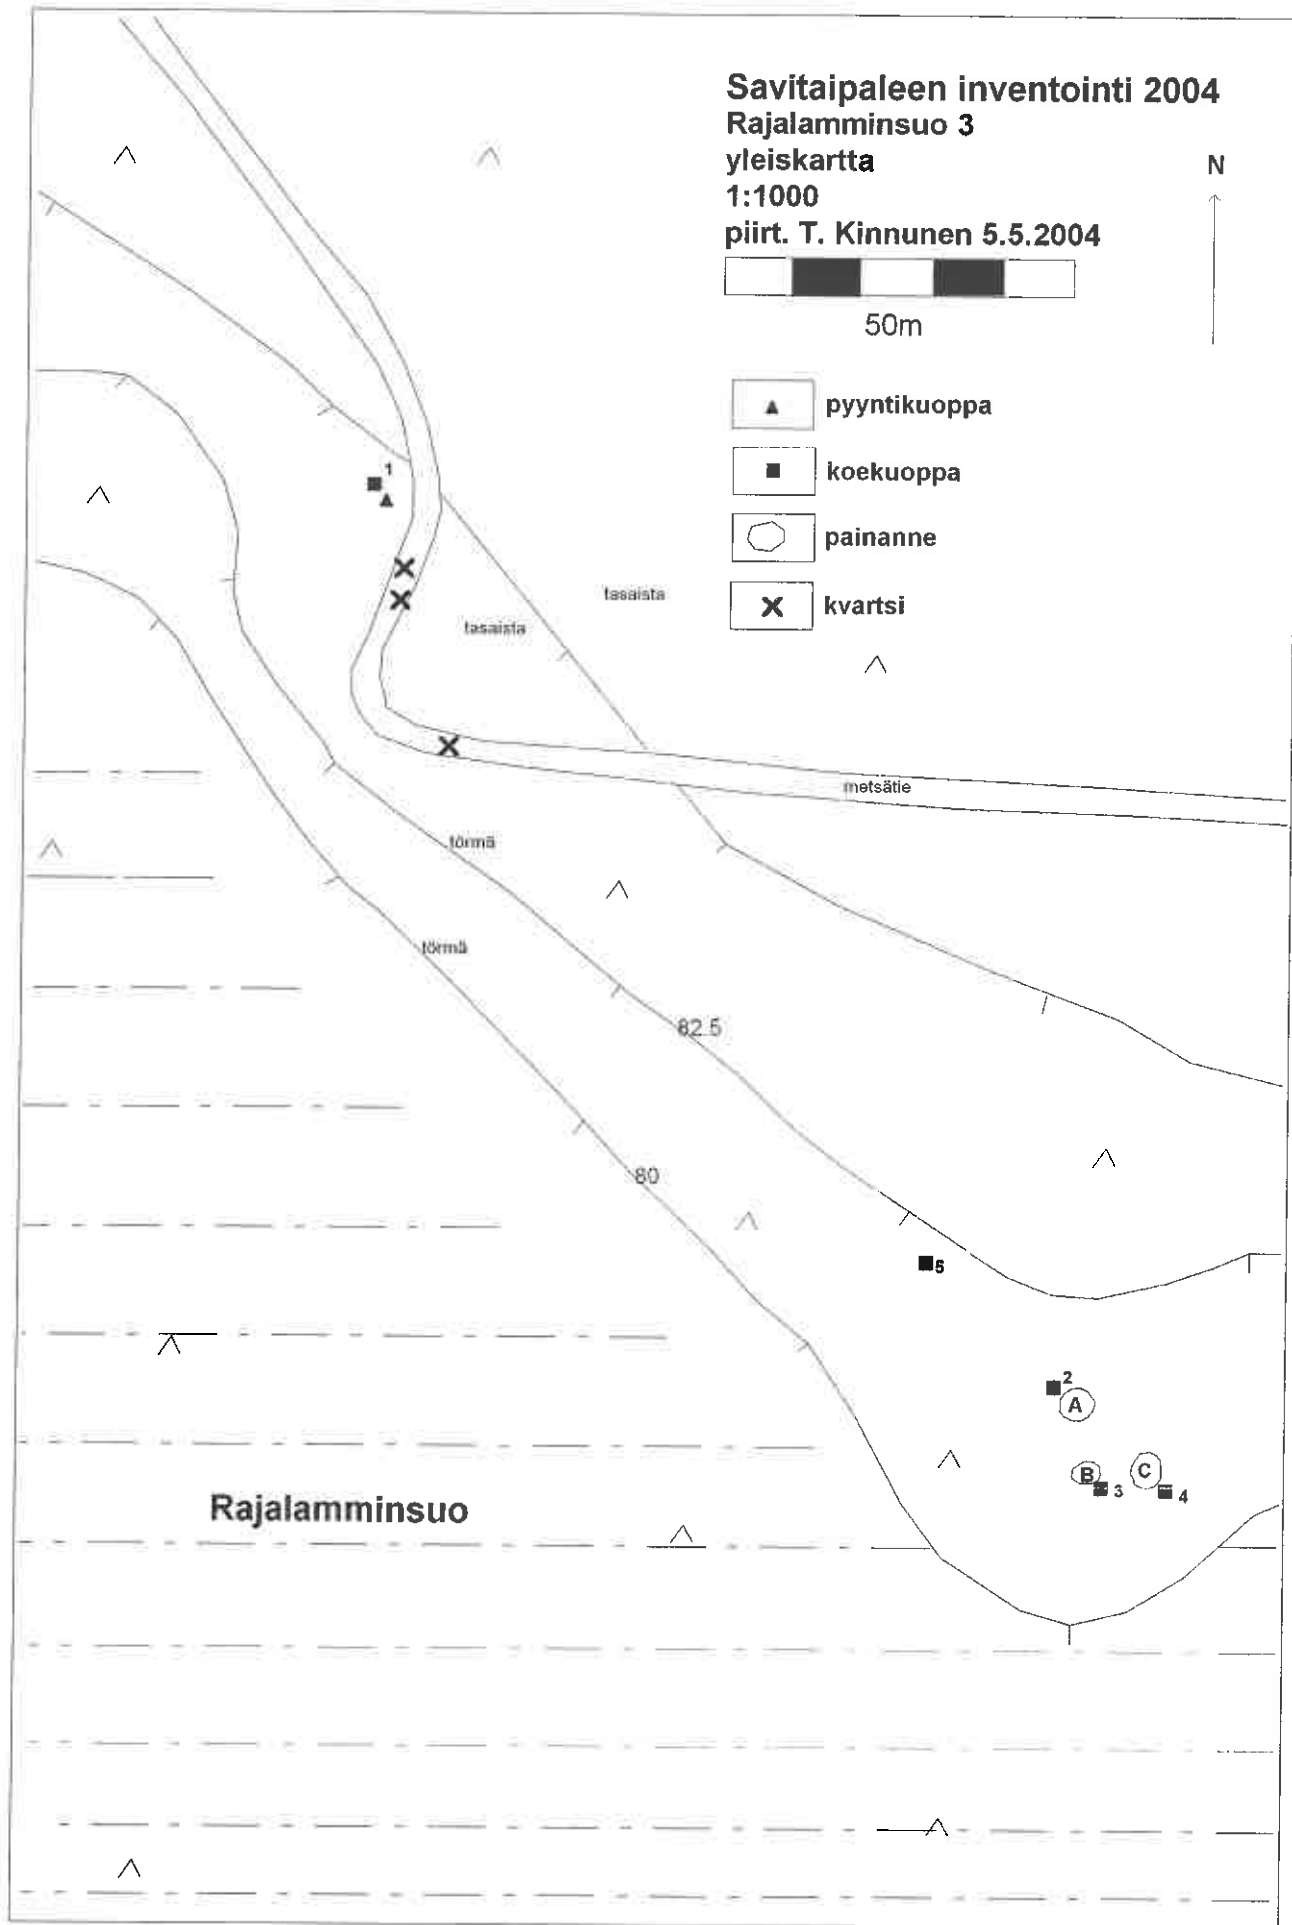 Savitaipaleen inventointi 2004
Rajalamminsuo 3
yleiskartta
1:1000
piirt. T. Kinnunen 5.5.2004
N
50m
pyyntikuoppa
koekuoppa
painanne
kvartsi
1
tasaista
tasaista
metsätie
törmä
törmä
82.5
80
5
2
A
B
C
3
4
Rajalamminsuo